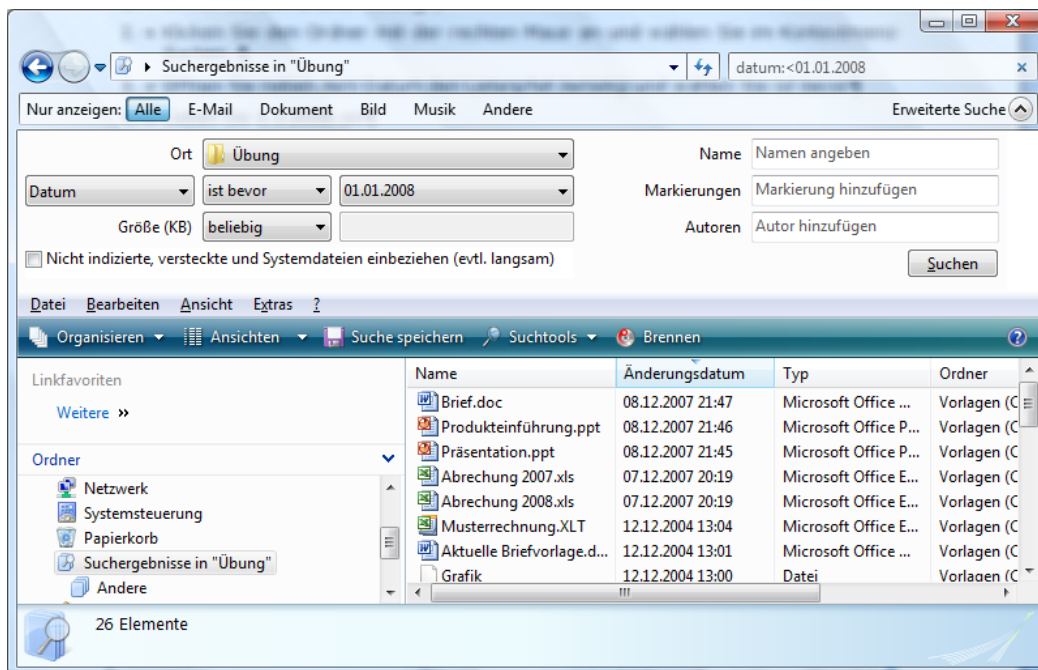 Suchergebnisse in "Übung"
datum:<01.01.2008
Nur anzeigen: Alle E-Mail Dokument Bild Musik Andere Erweiterte Suche
Ort Übung Name Namen angeben
Datum ist bevor 01.01.2008 Markierungen Markierung hinzufügen
Größe (KB) beliebig Autoren Autor hinzufügen
Nicht indizierte, versteckte und Systemdateien einbeziehen (evtl. langsam) Suchen
Datei Bearbeiten Ansicht Extras ?
Organisieren Ansichten Suche speichern Suchtools Brennen ?
Linkfavoriten
Weitere »
Ordner
Netzwerk
Systemsteuerung
Papierkorb
Suchergebnisse in "Übung"
Andere
Name Änderungsdatum Typ Ordner
Brief.doc 08.12.2007 21:47 Microsoft Office ... Vorlagen (C
Produkteinführung.ppt 08.12.2007 21:46 Microsoft Office P... Vorlagen (C
Präsentation.ppt 08.12.2007 21:45 Microsoft Office P... Vorlagen (C
Abrechung 2007.xls 07.12.2007 20:19 Microsoft Office E... Vorlagen (C
Abrechung 2008.xls 07.12.2007 20:19 Microsoft Office E... Vorlagen (C
Musterrechnung.XLT 12.12.2004 13:04 Microsoft Office E... Vorlagen (C
Aktuelle Briefvorlage.d... 12.12.2004 13:01 Microsoft Office ... Vorlagen (C
Grafik 12.12.2004 13:00 Datei Vorlagen (C
26 Elemente